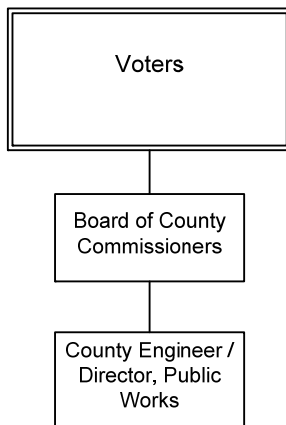 Voters
Board of County
Commissioners
County Engineer /
Director, Public
Works